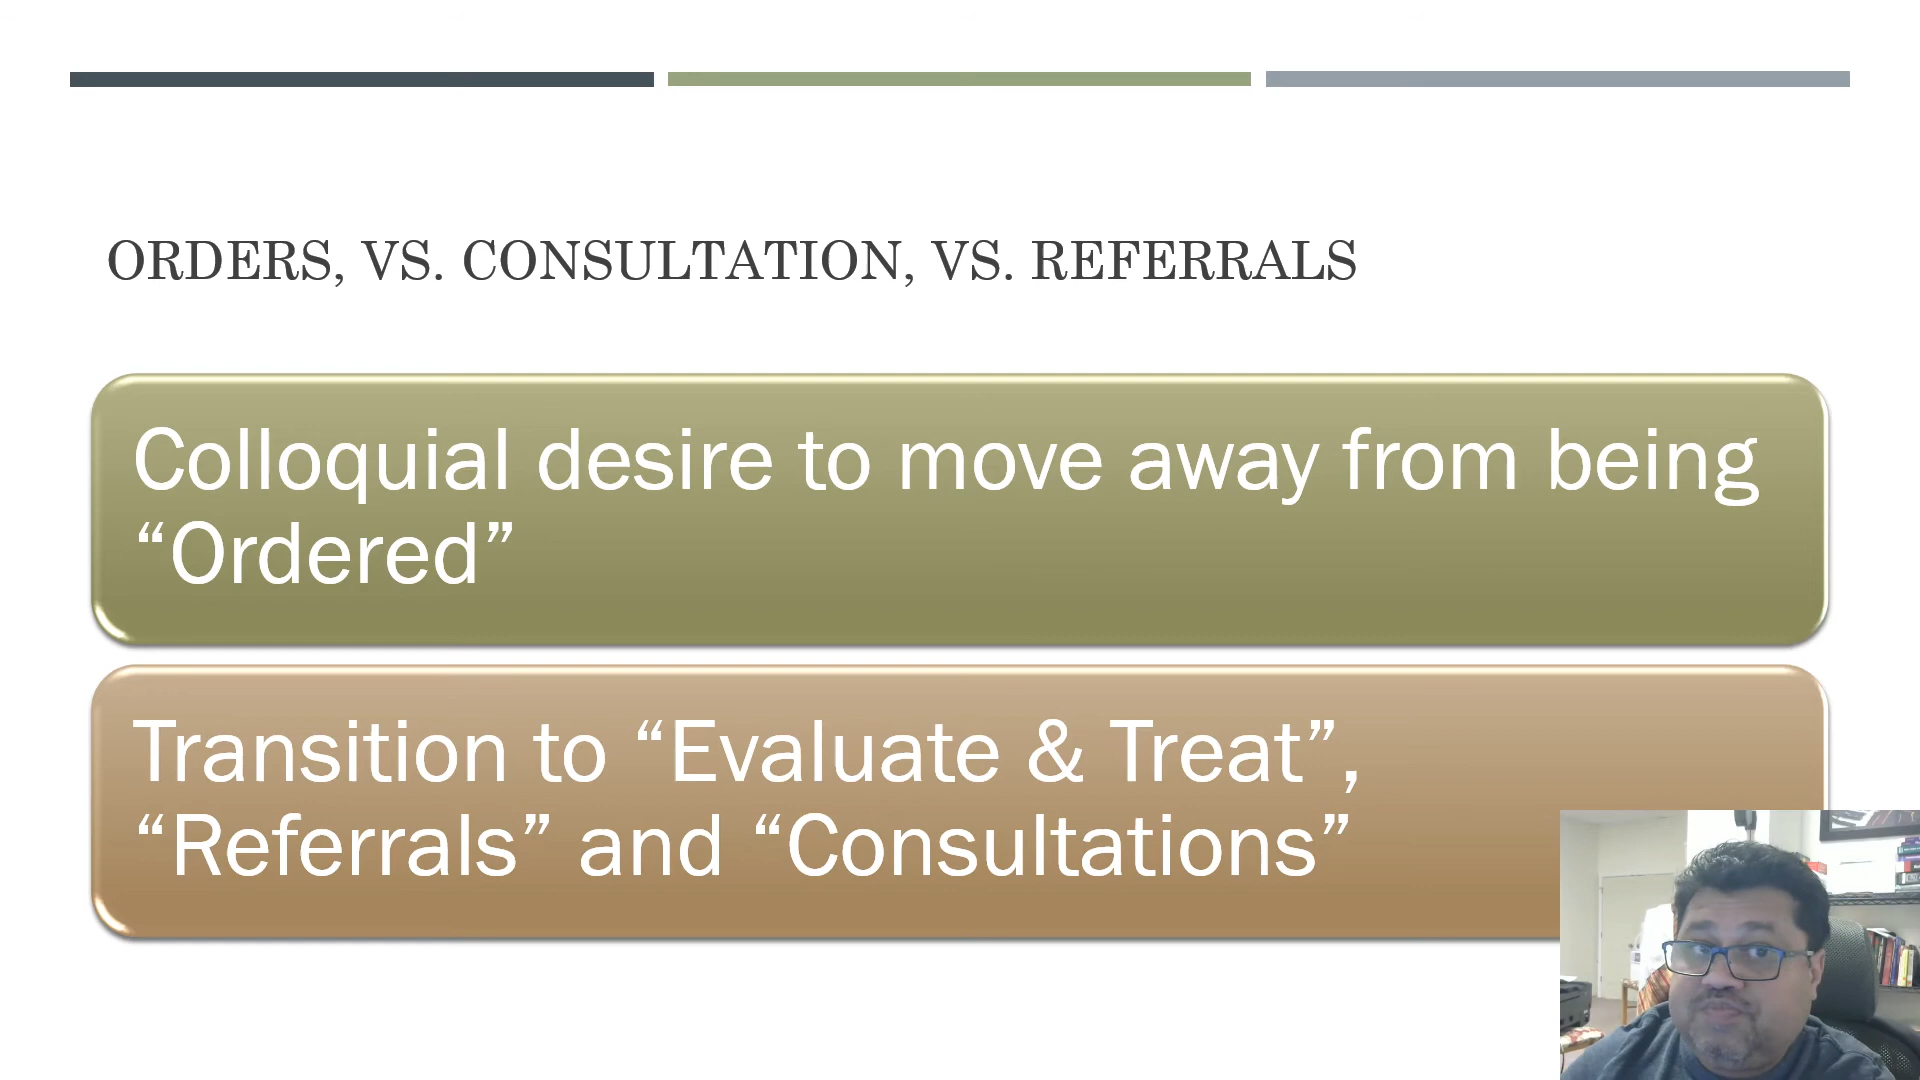 ORDERS, VS. CONSULTATION, VS. REFERRALS
Colloquial desire to move away from being
“Ordered”
Transition to “Evaluate & Treat”,
“Referrals” and “Consultations”